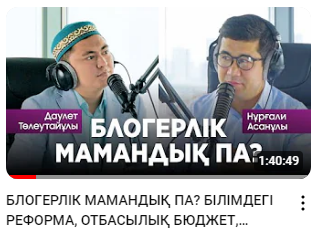 Даулет
Төлеутайұлы
Нұрғали
Асанұлы
БЛОГЕРЛІК
МАМАНДЫҚ ПА?
1:40:49
БЛОГЕРЛІК МАМАНДЫҚ ПА? БІЛІМДЕГІ
РЕФОРМА, ОТБАСЫЛЫҚ БЮДЖЕТ,...